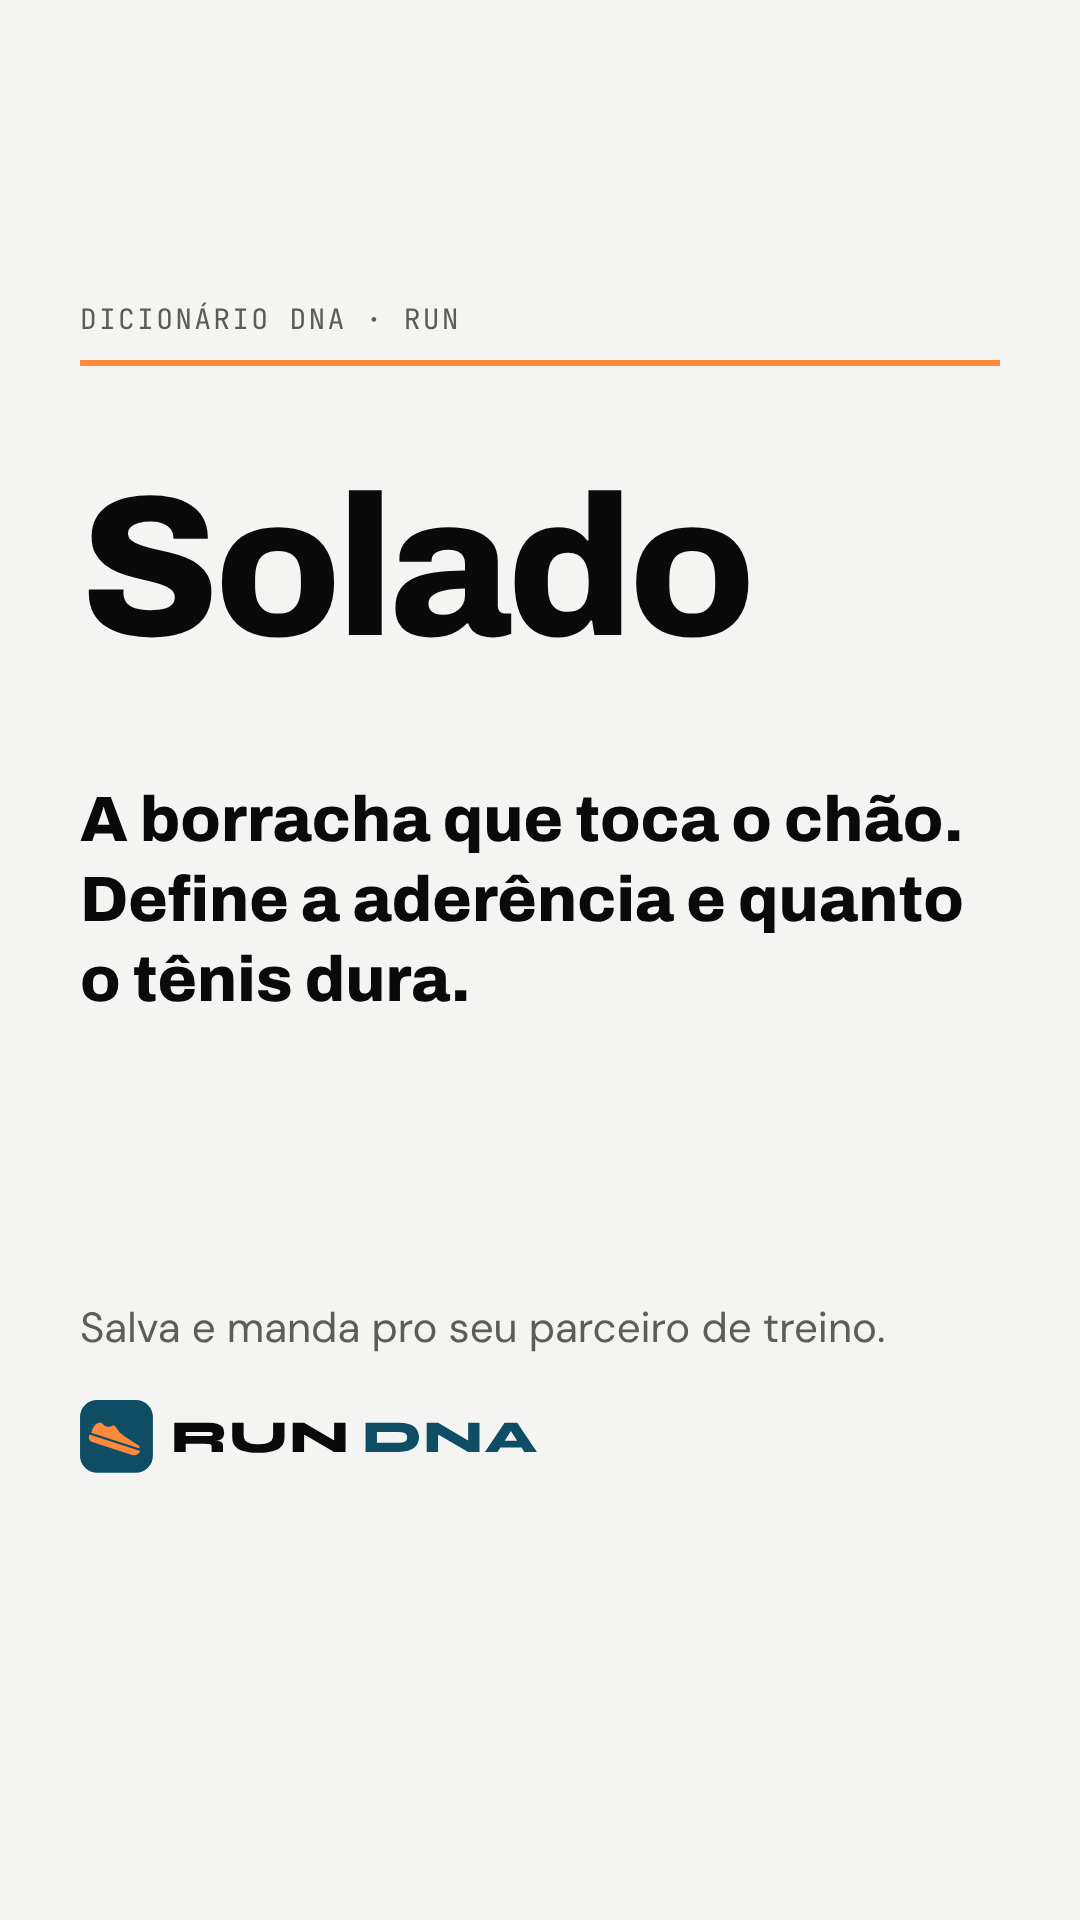 DICIONÁRIO DNA · RUN
Solado
A borracha que toca o chão.
Define a aderência e quanto
o tênis dura.
Salva e manda pro seu parceiro de treino.
RUN DNA